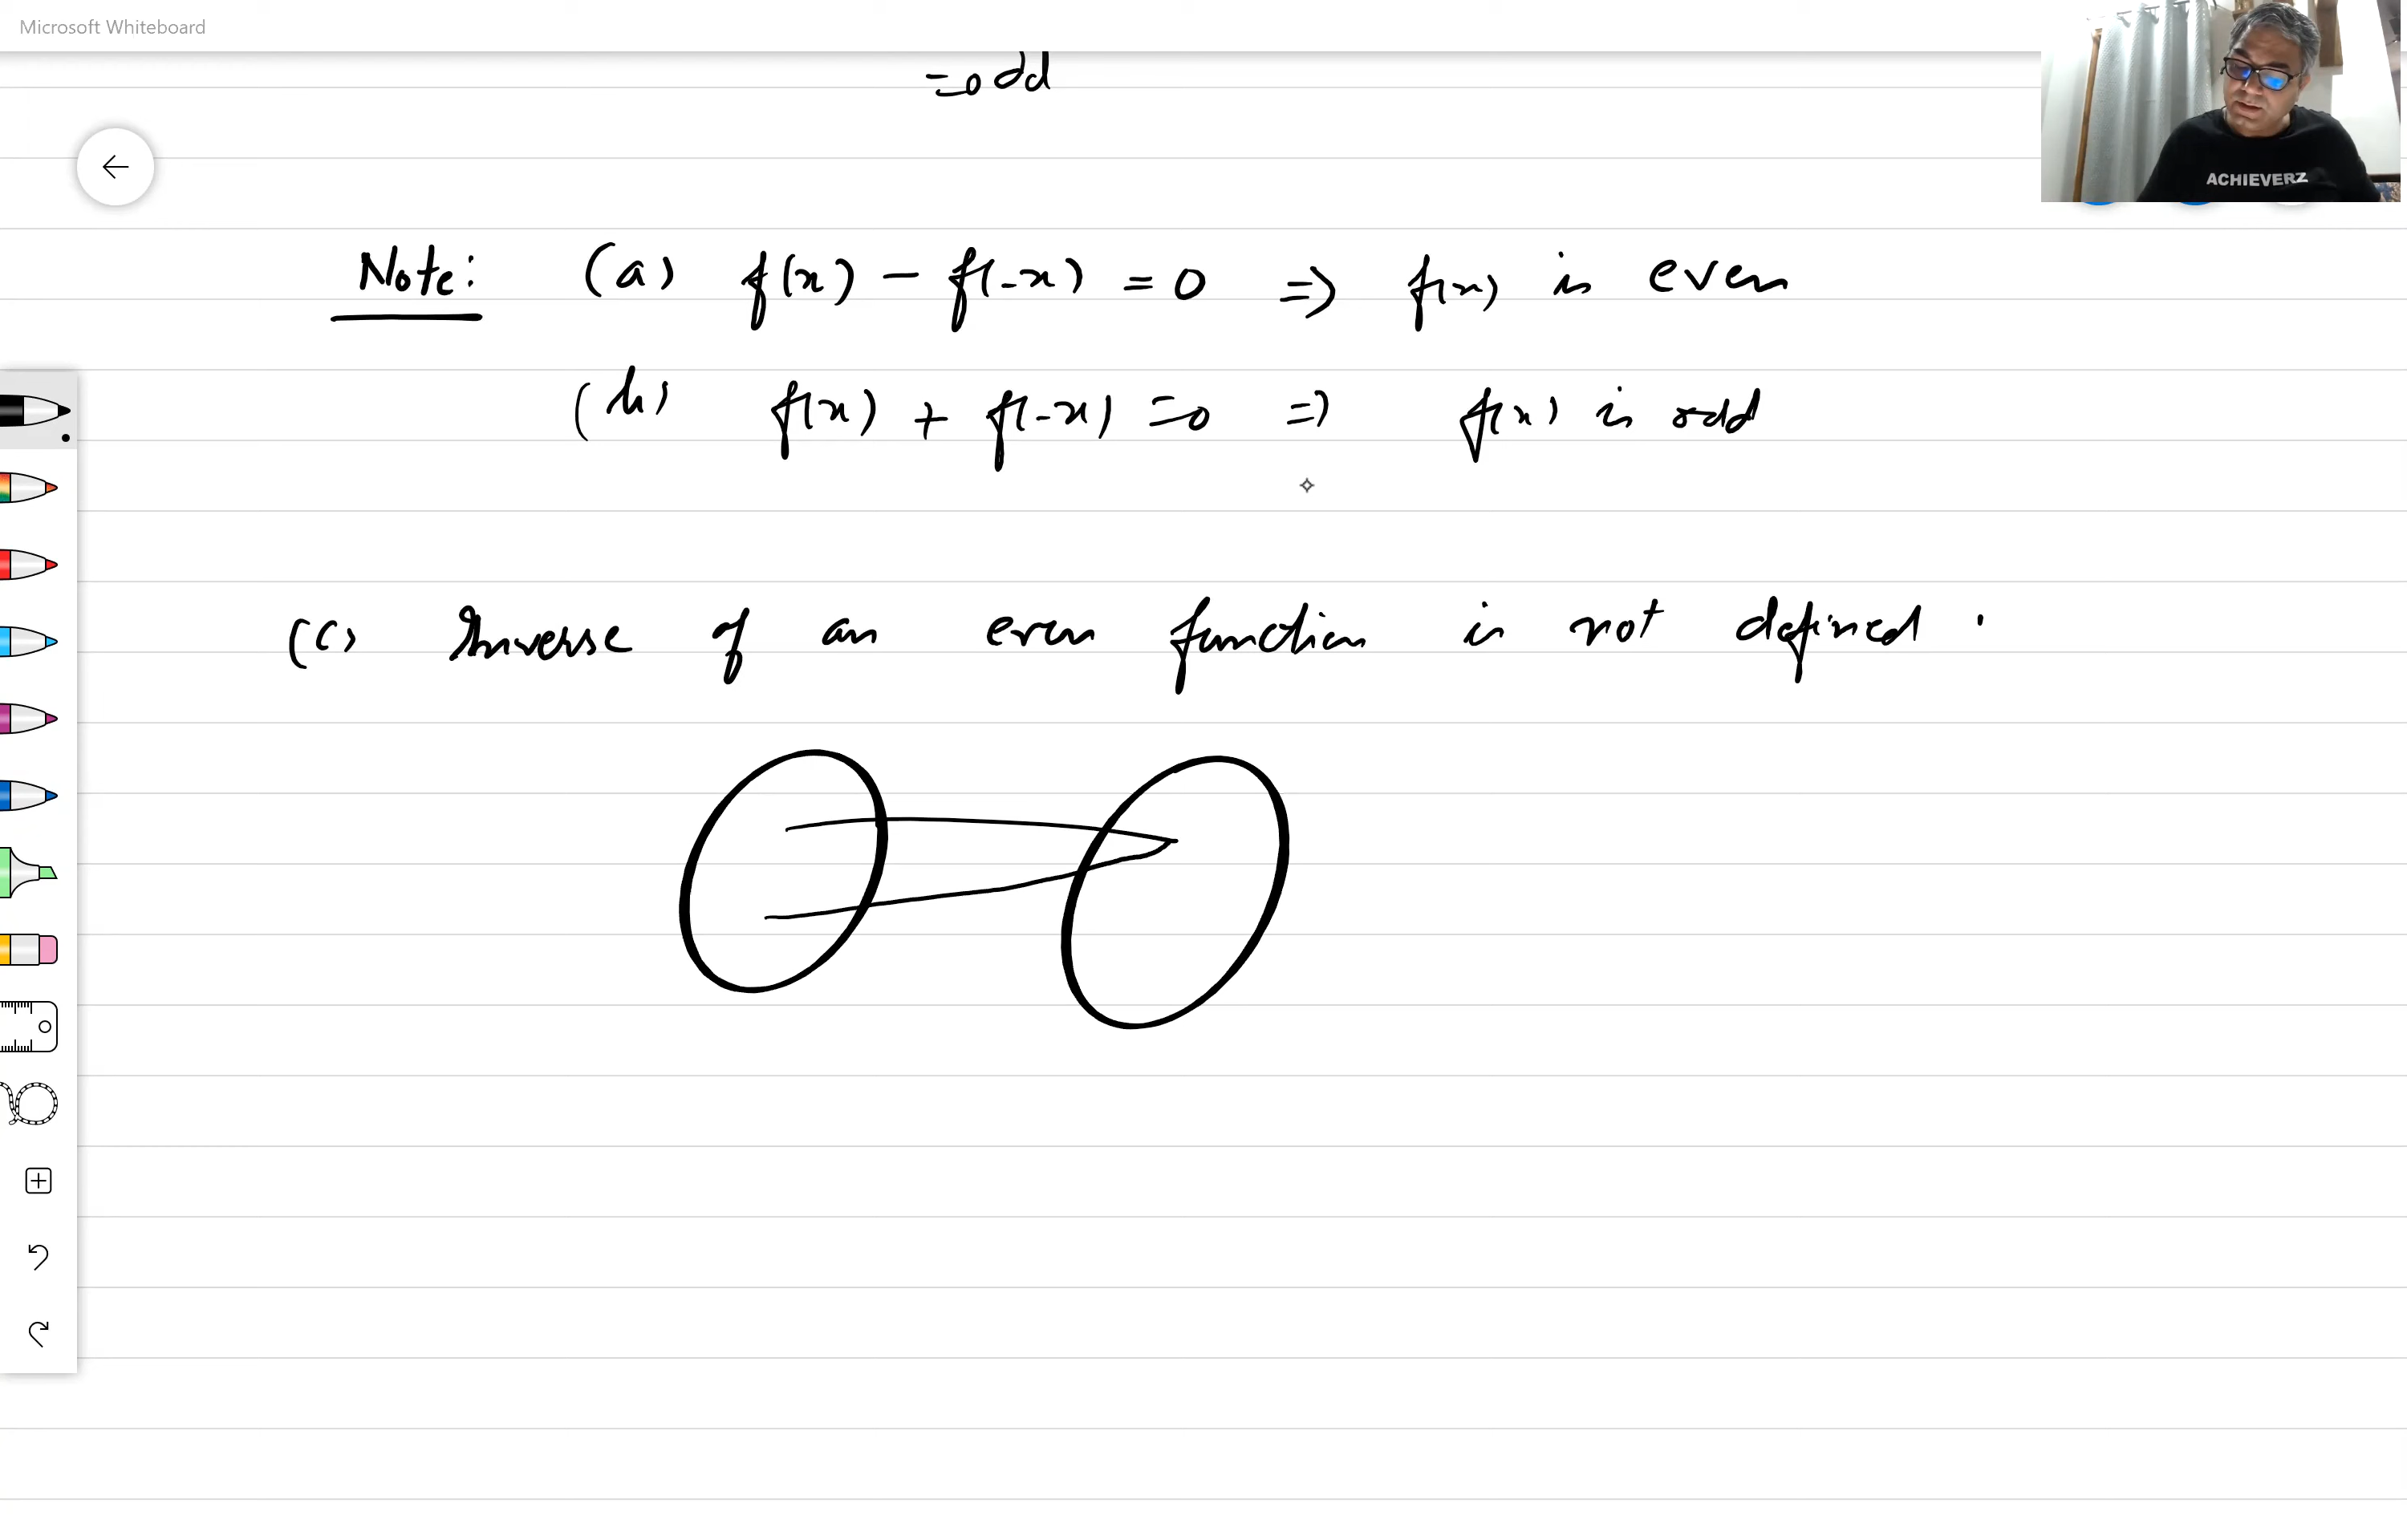 Microsoft Whiteboard
= odd
ACHIEVERZ
Note: (a) f(x) - f(-x) = 0 => f(x) is even
(b) f(x) + f(-x) = 0 => f(x) is odd
(c) Inverse of an even function is not defined .